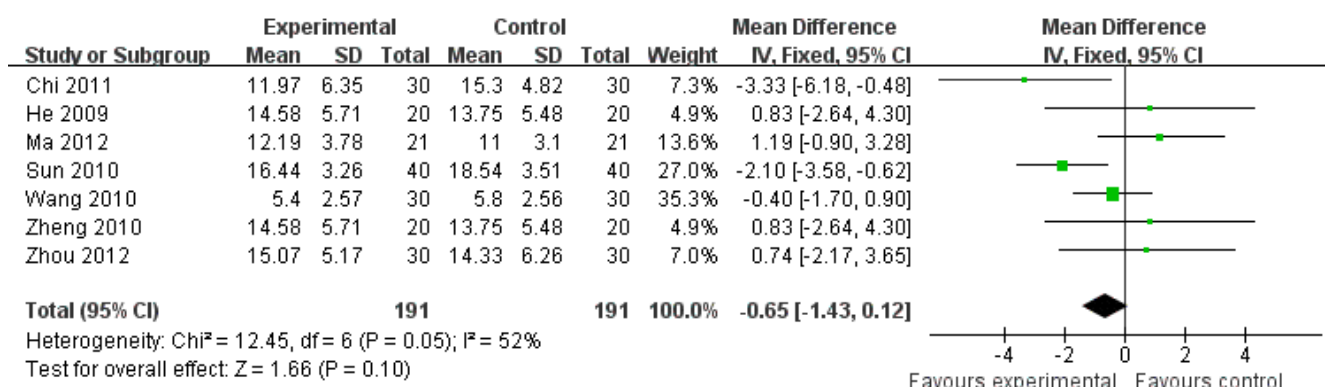 Experimental Control Mean Difference Mean Difference
Study or Subgroup Mean SD Total Mean SD Total Weight IV, Fixed, 95% CI IV, Fixed, 95% CI
Chi 2011 11.97 6.35 30 15.3 4.82 30 7.3% -3.33 [-6.18, -0.48]
He 2009 14.58 5.71 20 13.75 5.48 20 4.9% 0.83 [-2.64, 4.30]
Ma 2012 12.19 3.78 21 11 3.1 21 13.6% 1.19 [-0.90, 3.28]
Sun 2010 16.44 3.26 40 18.54 3.51 40 27.0% -2.10 [-3.58, -0.62]
Wang 2010 5.4 2.57 30 5.8 2.56 30 35.3% -0.40 [-1.70, 0.90]
Zheng 2010 14.58 5.71 20 13.75 5.48 20 4.9% 0.83 [-2.64, 4.30]
Zhou 2012 15.07 5.17 30 14.33 6.26 30 7.0% 0.74 [-2.17, 3.65]
Total (95% CI) 191 191 100.0% -0.65 [-1.43, 0.12]
Heterogeneity: Chi² = 12.45, df = 6 (P = 0.05); I² = 52%
Test for overall effect: Z = 1.66 (P = 0.10)
-4 -2 0 2 4
Favours experimental Favours control